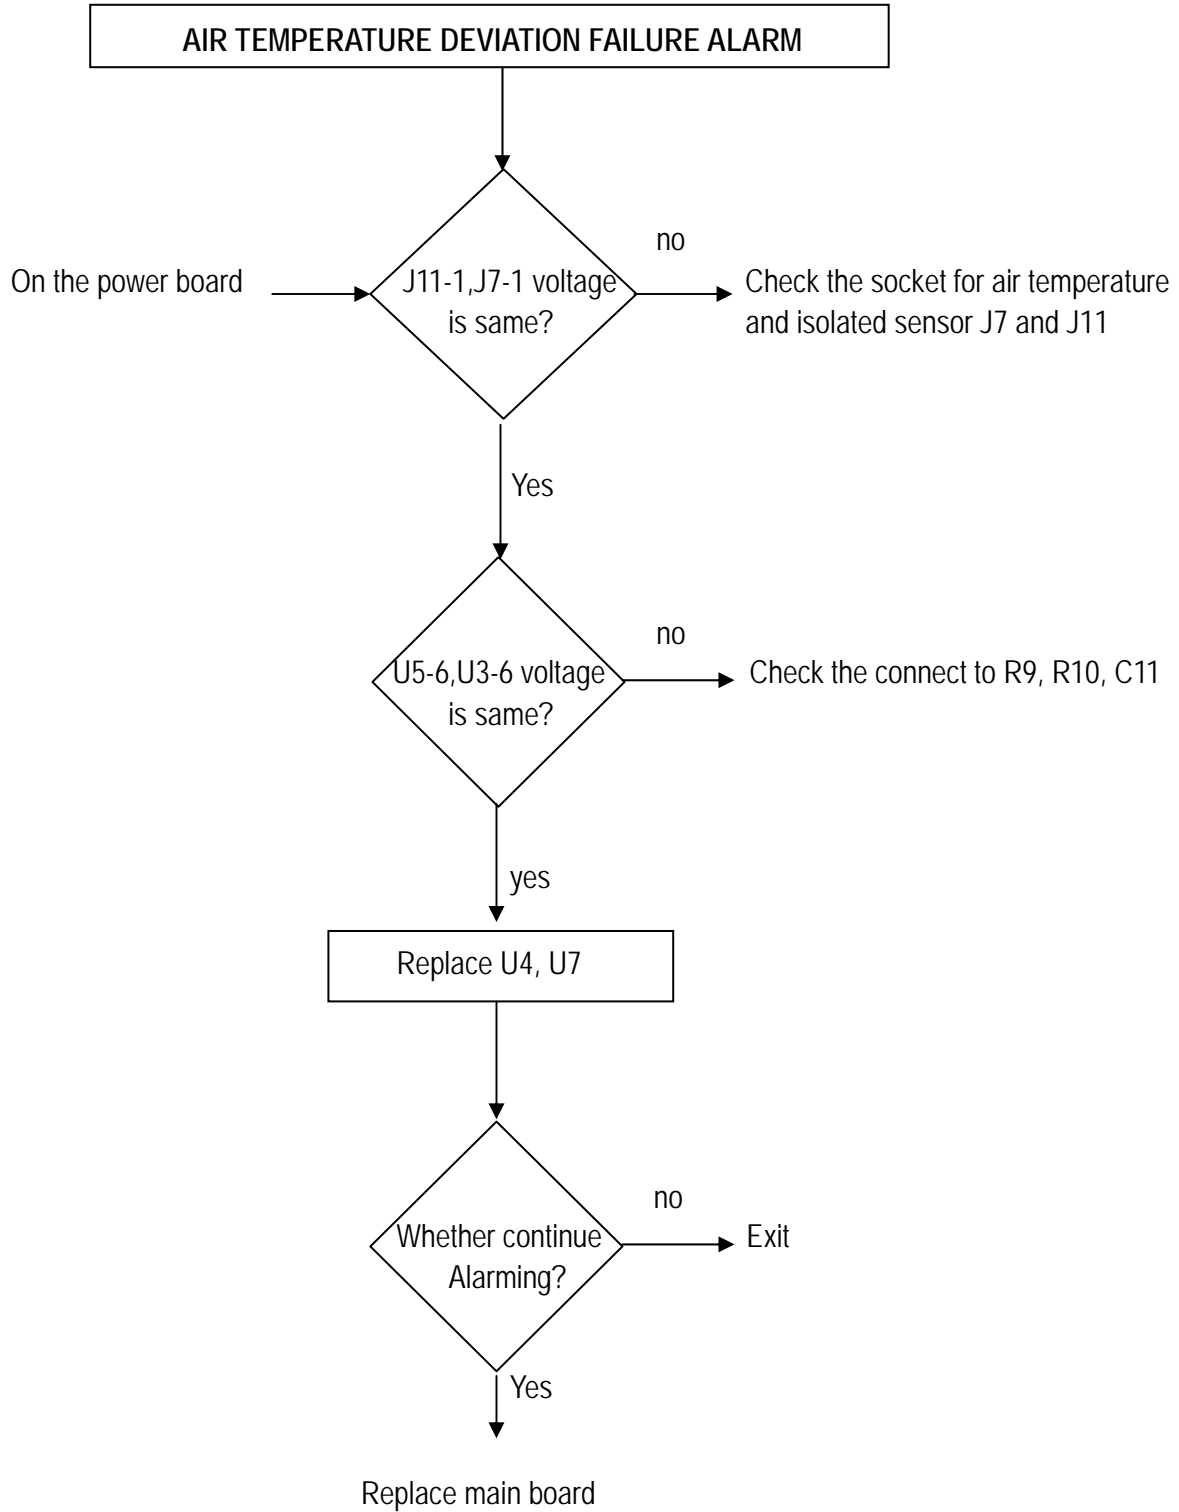 AIR TEMPERATURE DEVIATION FAILURE ALARM
no
On the power board
J11-1,J7-1 voltage
is same?
Check the socket for air temperature
and isolated sensor J7 and J11
Yes
no
U5-6,U3-6 voltage
is same?
Check the connect to R9, R10, C11
yes
Replace U4, U7
no
Whether continue
Alarming?
Exit
Yes
Replace main board